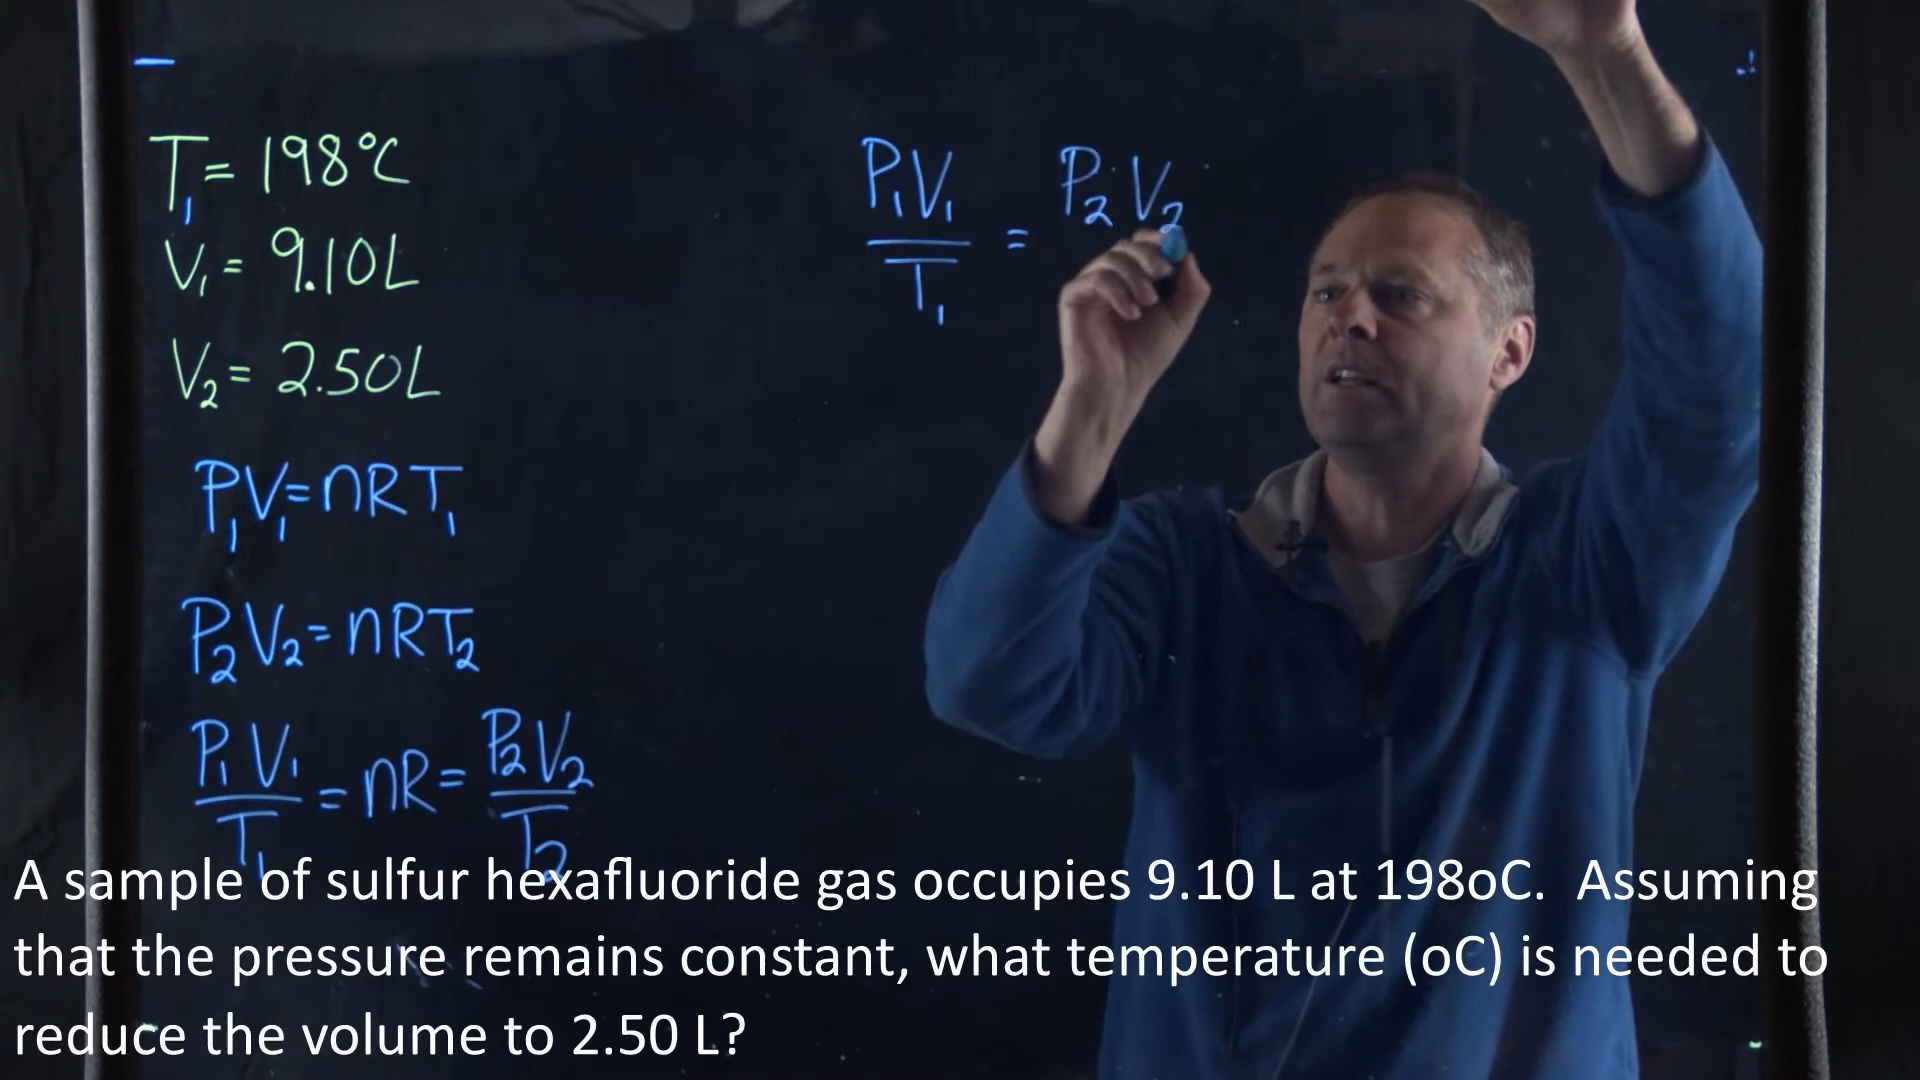 T₁ = 198°C
V₁ = 9.10L
V₂ = 2.50L
P₁V₁ = nRT₁
P₂V₂ = nRT₂
P₁V₁/T₁ = nR = P₂V₂/T₂
P₁V₁/T₁ = P₂V₂
A sample of sulfur hexafluoride gas occupies 9.10 L at 198oC. Assuming
that the pressure remains constant, what temperature (oC) is needed to
reduce the volume to 2.50 L?